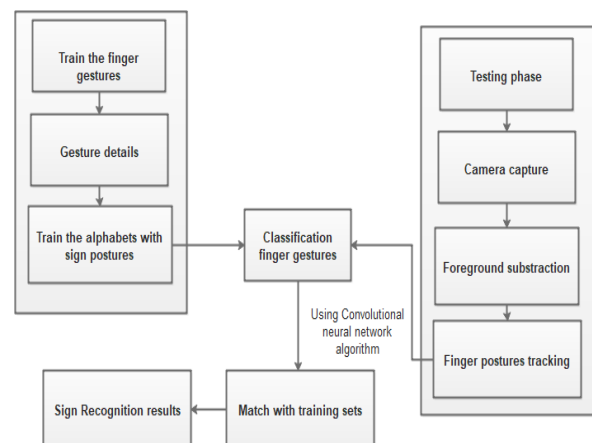 Train the finger
gestures
Gesture details
Train the alphabets with
sign postures
Testing phase
Camera capture
Foreground substraction
Finger postures tracking
Classification
finger gestures
Using Convolutional
neural network
algorithm
Match with training sets
Sign Recognition results